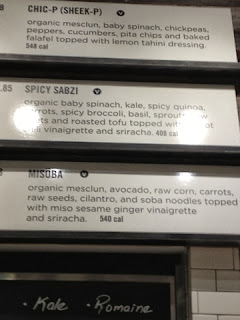 8
CHIC-P (SHEEK-P) V
organic mesclun, baby spinach, chickpeas,
peppers, cucumbers, pita chips and baked
falafel topped with lemon tahini dressing.
548 cal
.85 SPICY SABZI V
organic baby spinach, kale, spicy quinoa,
carrots, spicy broccoli, basil, sprouts,
and roasted tofu topped with
vinaigrette and sriracha. 408 cal
MISOBA V
organic mesclun, avocado, raw corn, carrots,
raw seeds, cilantro, and soba noodles topped
with miso sesame ginger vinaigrette
and sriracha. 540 cal
· Kale · Romaine